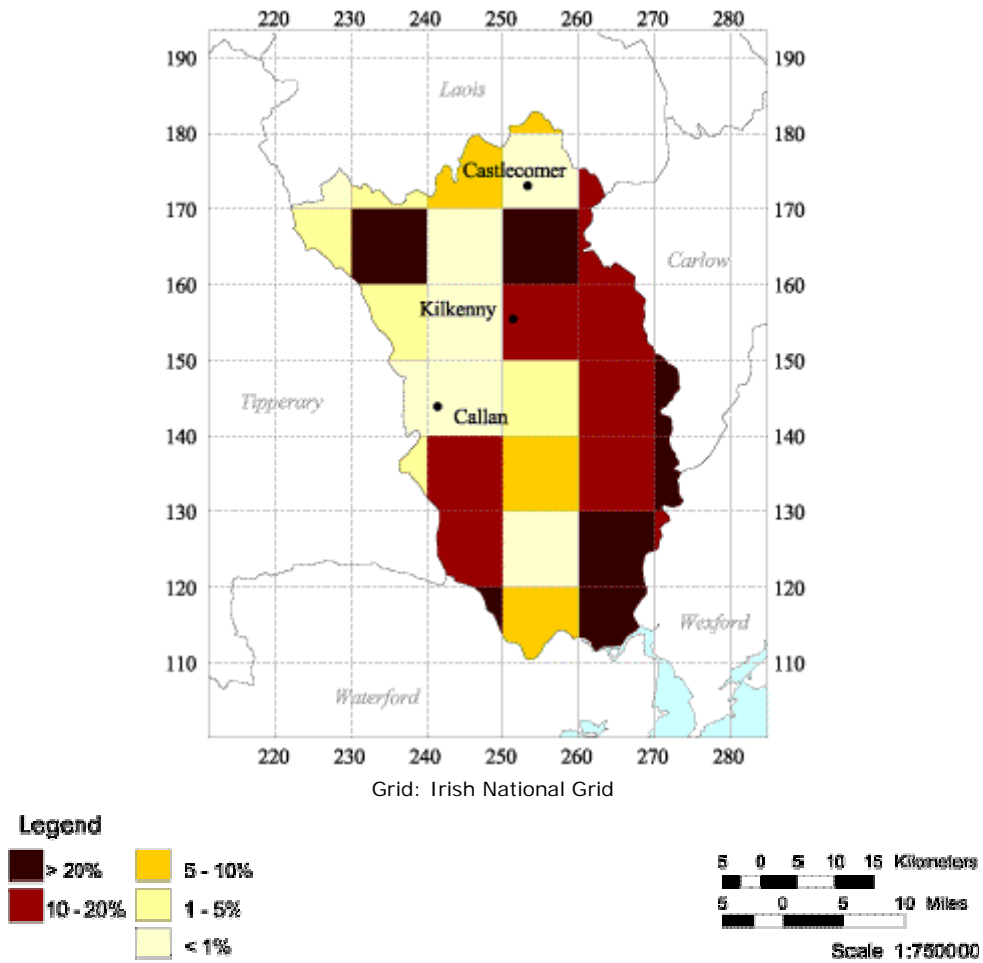 220 230 240 250 260 270 280
190 190
Laois
180 180
Castlecomer
170 170
Carlow
160 160
Kilkenny
150 150
Tipperary
Callan
140 140
130 130
120 120
Wexford
110 110
Waterford
220 230 240 250 260 270 280
Grid: Irish National Grid
Legend
> 20% 5 - 10%
10 - 20% 1 - 5%
< 1%
5 0 5 10 15 Kilometers
5 0 5 10 Miles
Scale 1:750000